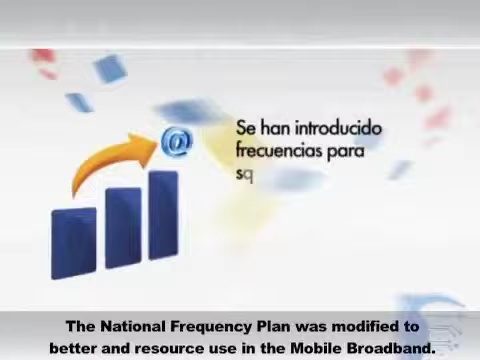 @
Se han introducido
frecuencias para
sq
The National Frequency Plan was modified to
better and resource use in the Mobile Broadband.